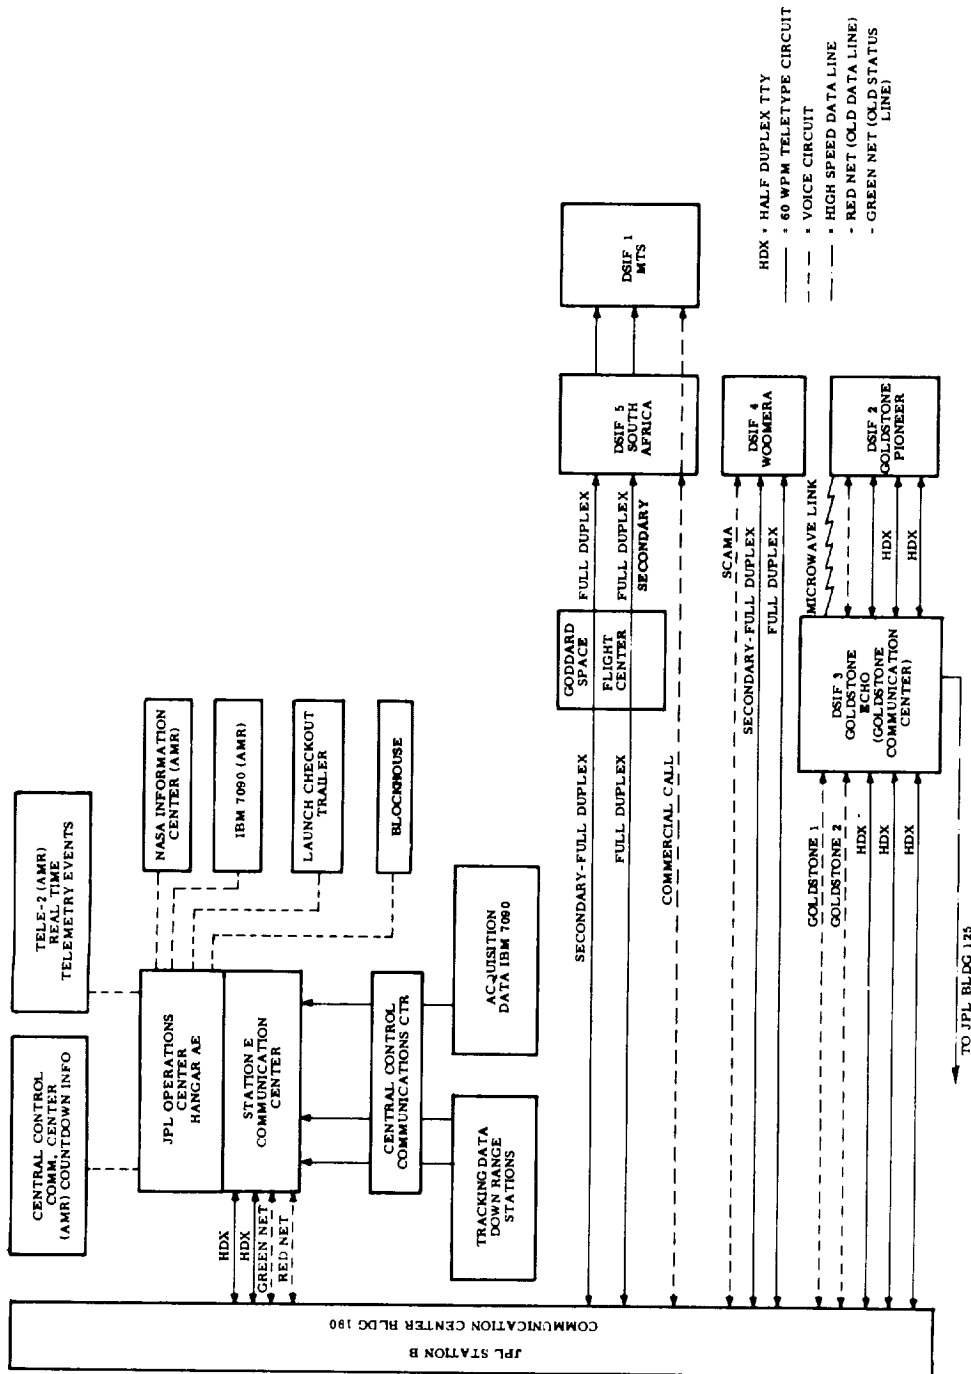 CENTRAL CONTROL
COMM. CENTER
(AMR) COUNTDOWN INFO
TELE-2 (AMR)
REAL TIME
TELEMETRY EVENTS
JPL OPERATIONS
CENTER
HANGAR AE
STATION E
COMMUNICATION
CENTER
NASA INFORMATION
CENTER (AMR)
IBM 7090 (AMR)
LAUNCH CHECKOUT
TRAILER
BLOCKHOUSE
HDX
HDX
GREEN NET
RED NET
CENTRAL CONTROL
COMMUNICATIONS CTR
TRACKING DATA
DOWN RANGE
STATIONS
ACQUISITION
DATA IBM 7090
JPL STATION B
COMMUNICATION CENTER BLDG 190
SECONDARY-FULL DUPLEX
FULL DUPLEX
COMMERCIAL CALL
GODDARD SPACE
FLIGHT CENTER
FULL DUPLEX
FULL DUPLEX
SECONDARY
DSIF 5
SOUTH
AFRICA
DSIF 1
MTS
SCAMA
SECONDARY-FULL DUPLEX
FULL DUPLEX
DSIF 4
WOOMERA
GOLDSTONE 1
GOLDSTONE 2
HDX
HDX
HDX
DSIF 3
GOLDSTONE
ECHO
(GOLDSTONE
COMMUNICATION
CENTER)
MICROWAVE LINK
HDX
HDX
DSIF 2
GOLDSTONE
PIONEER
TO JPL BLDG 125
HDX = HALF DUPLEX TTY
= 60 WPM TELETYPE CIRCUIT
= VOICE CIRCUIT
= HIGH SPEED DATA LINE
- RED NET (OLD DATA LINE)
- GREEN NET (OLD STATUS
LINE)